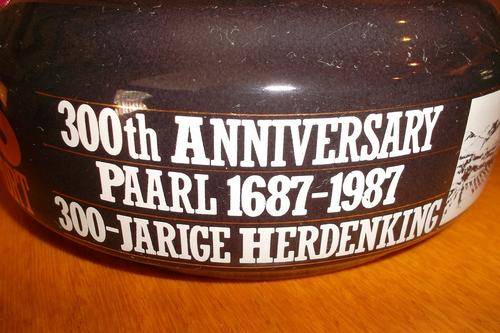 300th ANNIVERSARY
PAARL 1687-1987
300-JARIGE HERDENKING